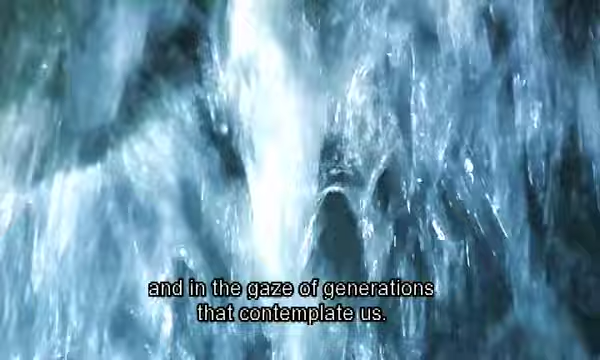 and in the gaze of generations
that contemplate us.